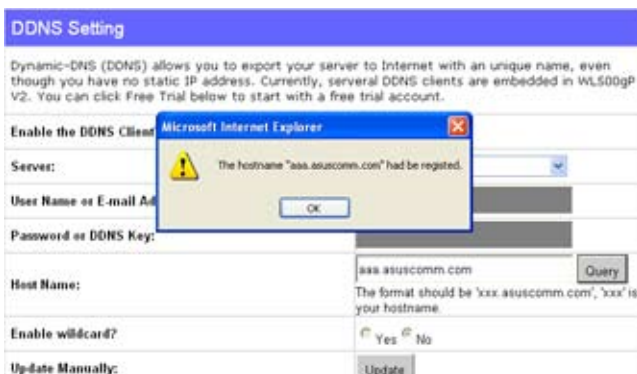 DDNS Setting
Dynamic-DNS (DDNS) allows you to export your server to Internet with an unique name, even
though you have no static IP address. Currently, serveral DDNS clients are embedded in WL500gP
V2. You can click Free Trial below to start with a free trial account.
Enable the DDNS Client
Microsoft Internet Explorer
The hostname "aaa.asuscomm.com" had be registed.
OK
Server:
User Name or E-mail Ad
Password or DDNS Key:
Host Name:
aaa.asuscomm.com
Query
The format should be 'xxx.asuscomm.com', 'xxx' is
your hostname.
Enable wildcard?
Yes No
Update Manually:
Update